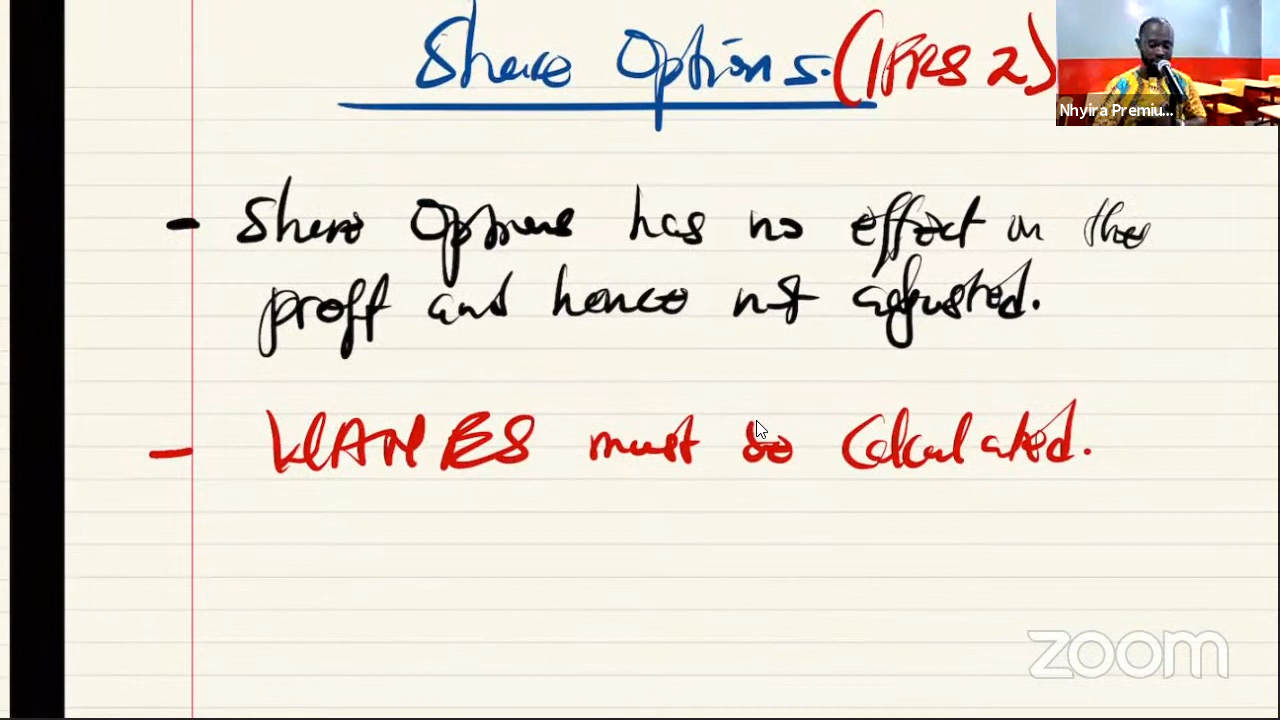 Share Options. (IFRS 2)
Nhyira Premiu...
- Share Options has no effect on the
profit and hence not adjusted.
- WANES must be Calculated.
zoom